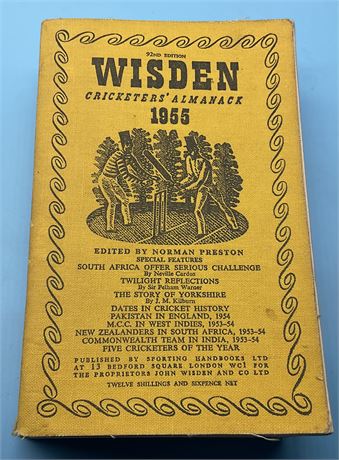 92ND EDITION
WISDEN
CRICKETERS' ALMANACK
1955
EDITED BY NORMAN PRESTON
SPECIAL FEATURES
SOUTH AFRICA OFFER SERIOUS CHALLENGE
By Neville Cardus
TWILIGHT REFLECTIONS
By Sir Pelham Warner
THE STORY OF YORKSHIRE
By J. M. Kilburn
DATES IN CRICKET HISTORY
PAKISTAN IN ENGLAND, 1954
M.C.C. IN WEST INDIES, 1953-54
NEW ZEALANDERS IN SOUTH AFRICA, 1953-54
COMMONWEALTH TEAM IN INDIA, 1953-54
FIVE CRICKETERS OF THE YEAR
PUBLISHED BY SPORTING HANDBOOKS LTD
AT 13 BEDFORD SQUARE LONDON WC1 FOR
THE PROPRIETORS JOHN WISDEN AND CO LTD
TWELVE SHILLINGS AND SIXPENCE NET